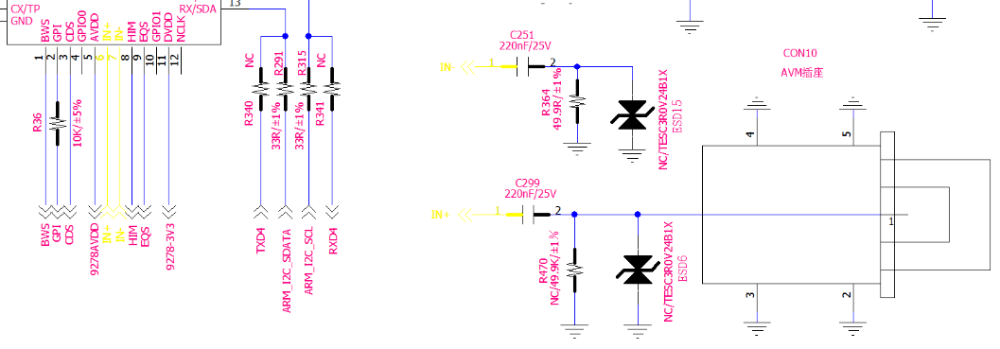 CX/TP
GND
RX/SDA
13
BWS
GPI
CDS
GPIO0
AVDD
IN+
IN-
HIM
EQS
GPIO1
DVDD
NCLK
1
2
3
4
5
6
7
8
9
10
11
12
R36
10K/±5%
NC
R340
R291
33R/±1%
R315
33R/±1%
NC
R341
BWS
GPI
CDS
9278AVDD
IN+
IN-
HIM
EQS
9278-3V3
TXD4
ARM_I2C_SDATA
ARM_I2C_SCL
RXD4
C251
220nF/25V
IN-
1
2
R364
49.9R/±1%
NC/TESC3R0V24B1X
ESD15
C299
220nF/25V
IN+
1
2
R470
NC/49.9K/±1%
NC/TESC3R0V24B1X
ESD6
CON10
AVM插座
4
5
1
3
2